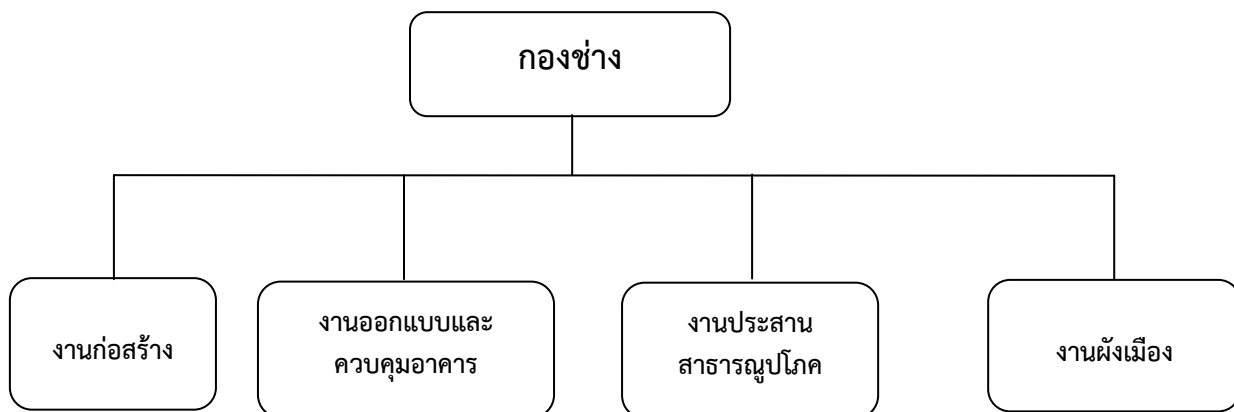 กองช่าง
งานก่อสร้าง
งานออกแบบและ
ควบคุมอาคาร
งานประสาน
สาธารณูปโภค
งานผังเมือง